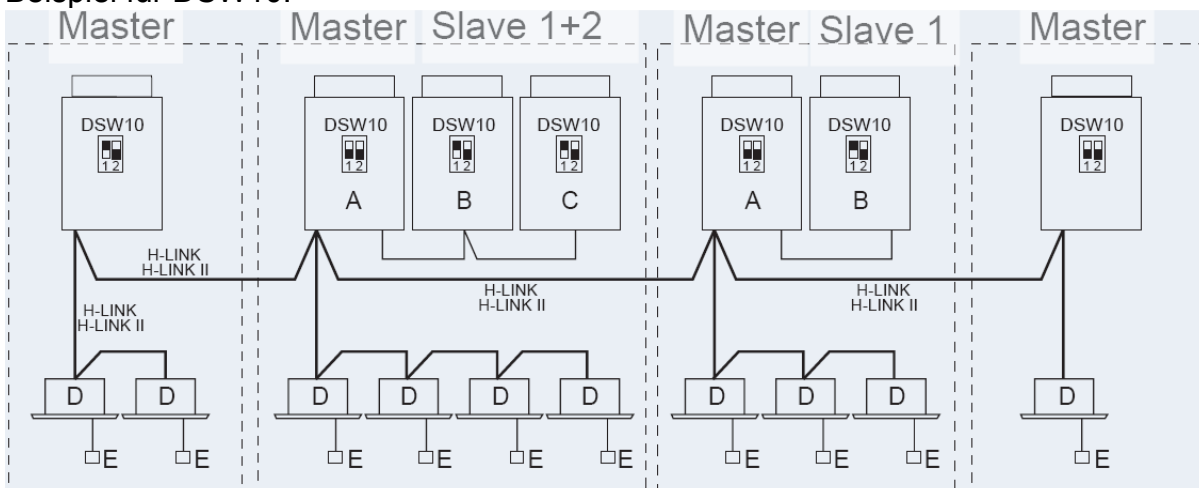 Beispiel für DSW10:
Master Master Slave 1+2 Master Slave 1 Master
DSW10 DSW10 DSW10 DSW10 DSW10 DSW10 DSW10
1 2 1 2 1 2 1 2 1 2 1 2 1 2
A B C A B
H-LINK
H-LINK II
H-LINK
H-LINK II
H-LINK
H-LINK II
H-LINK
H-LINK II
D D D D D D D D D D
E E E E E E E E E E